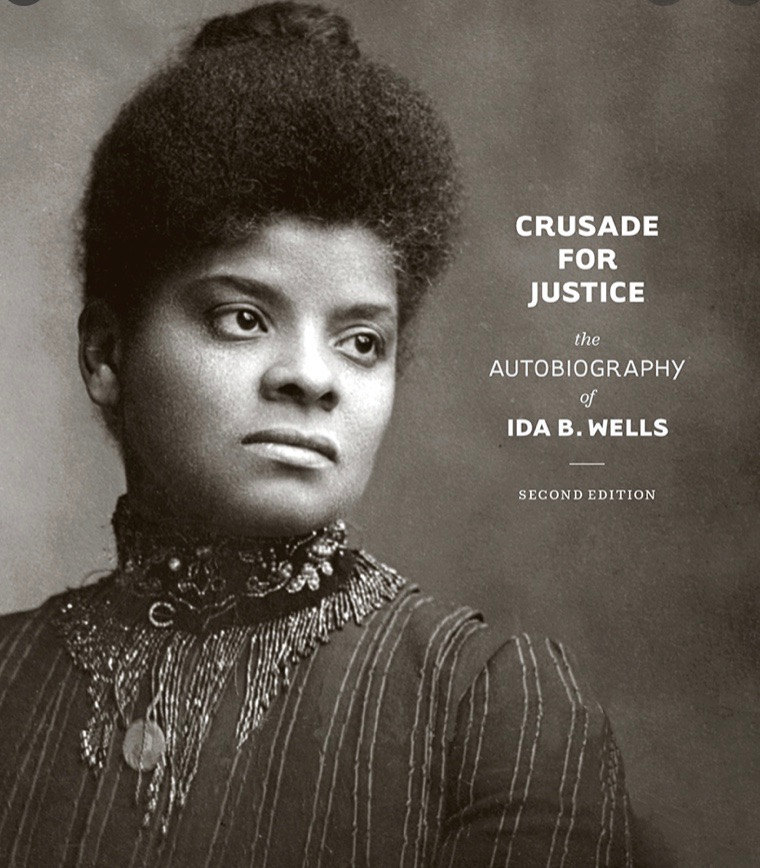 CRUSADE
FOR
JUSTICE
the
AUTOBIOGRAPHY
of
IDA B. WELLS
SECOND EDITION